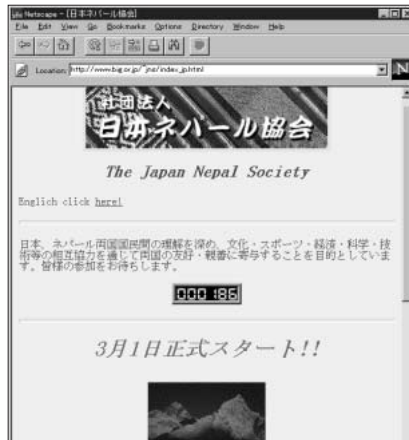 Netscape - [日本ネパール協会]
File Edit View Go Bookmarks Options Directory Window Help
Location: http://www.big.or.jp/~jns/index_jp.html
N
社団法人
日本ネパール協会
The Japan Nepal Society
Englich click here!
日本、ネパール両国国民間の理解を深め、文化・スポーツ・経済・科学・技
術等の相互協力を通じて両国の友好・親善に寄与することを目的としていま
す。皆様の参加をお待ちします。
000186
3月1日正式スタート!!